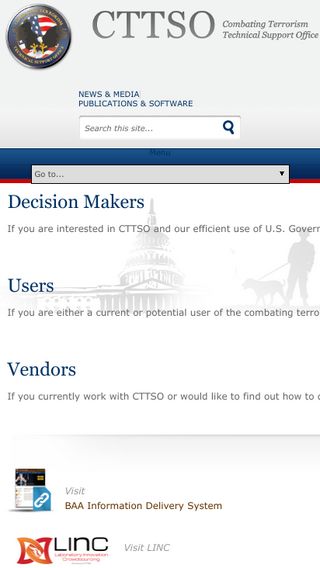 CTTSO
Combating Terrorism
Technical Support Office
TECHNICAL SUPPORT
NEWS & MEDIA
PUBLICATIONS & SOFTWARE
Search this site...
Menu
Go to...
Decision Makers
If you are interested in CTTSO and our efficient use of U.S. Govern
Users
If you are either a current or potential user of the combating terro
Vendors
If you currently work with CTTSO or would like to find out how to d
Visit
BAA Information Delivery System
LINC
Laboratory Innovation
Crowdsourcing
Visit LINC